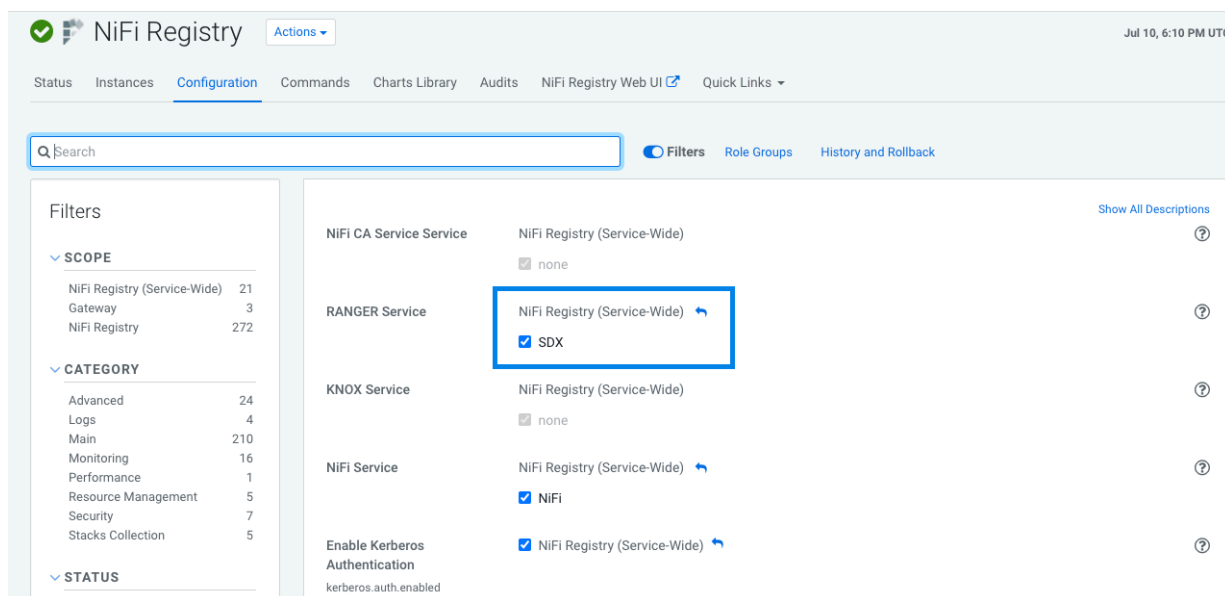 NiFi Registry
Actions
Jul 10, 6:10 PM UTC
Status Instances Configuration Commands Charts Library Audits NiFi Registry Web UI Quick Links
Search
Filters Role Groups History and Rollback
Filters
SCOPE
NiFi Registry (Service-Wide) 21
Gateway 3
NiFi Registry 272
CATEGORY
Advanced 24
Logs 4
Main 210
Monitoring 16
Performance 1
Resource Management 5
Security 7
Stacks Collection 5
STATUS
Show All Descriptions
NiFi CA Service Service NiFi Registry (Service-Wide)
none
RANGER Service NiFi Registry (Service-Wide)
SDX
KNOX Service NiFi Registry (Service-Wide)
none
NiFi Service NiFi Registry (Service-Wide)
NiFi
Enable Kerberos NiFi Registry (Service-Wide)
Authentication
kerberos.auth.enabled